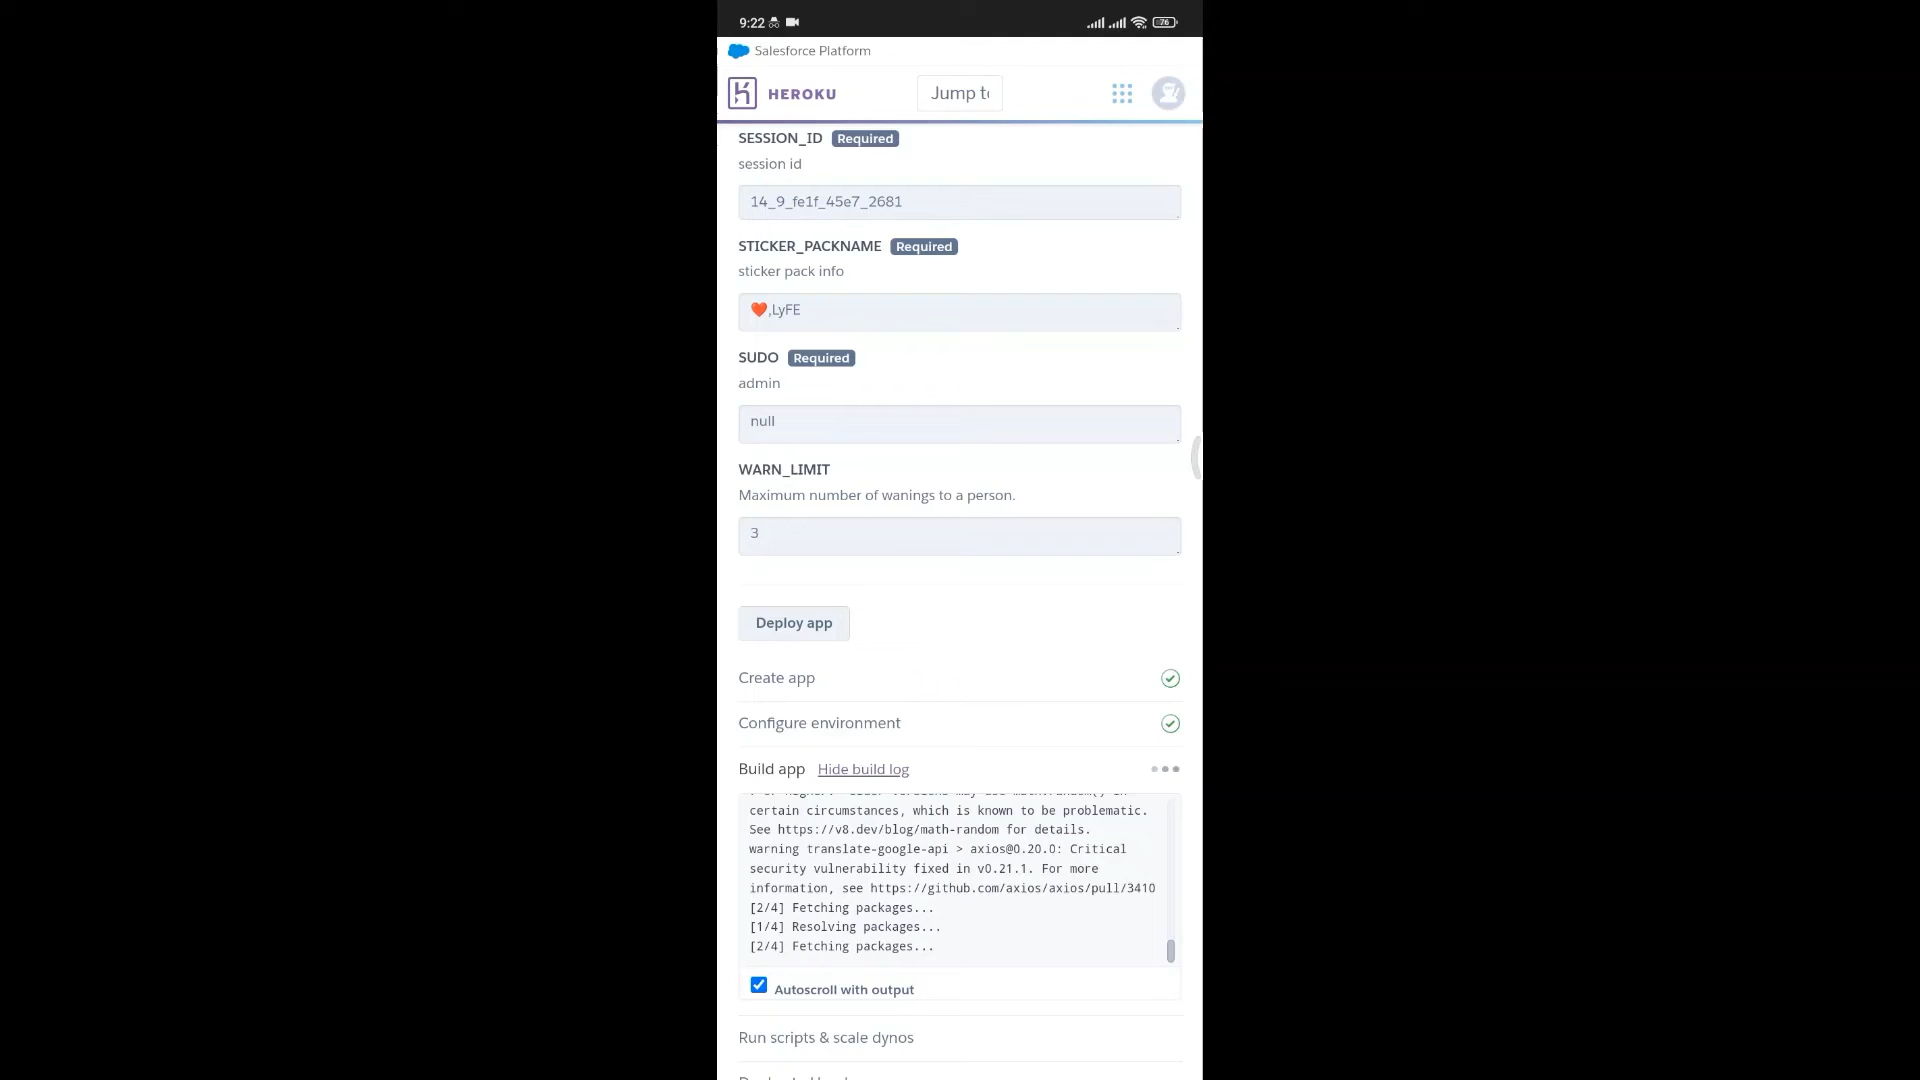 9:22
76
Salesforce Platform
HEROKU
Jump to
SESSION_ID Required
session id
14_9_fe1f_45e7_2681
STICKER_PACKNAME Required
sticker pack info
❤️,LyFE
SUDO Required
admin
null
WARN_LIMIT
Maximum number of wanings to a person.
3
Deploy app
Create app
Configure environment
Build app Hide build log
certain circumstances, which is known to be problematic.
See https://v8.dev/blog/math-random for details.
warning translate-google-api > axios@0.20.0: Critical
security vulnerability fixed in v0.21.1. For more
information, see https://github.com/axios/axios/pull/3410
[2/4] Fetching packages...
[1/4] Resolving packages...
[2/4] Fetching packages...
Autoscroll with output
Run scripts & scale dynos